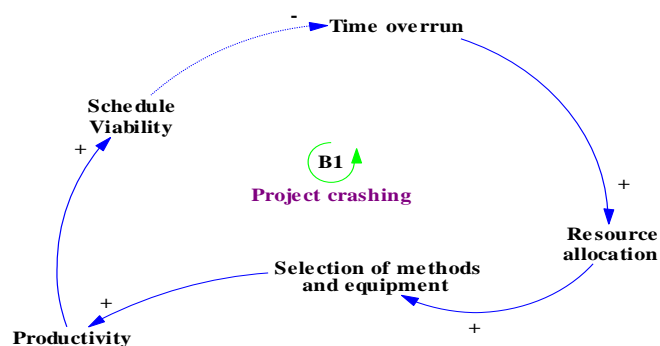 -
Time overrun
Schedule
Viability
+
B1
+
Project crashing
Resource
allocation
Selection of methods
and equipment
+
+
Productivity